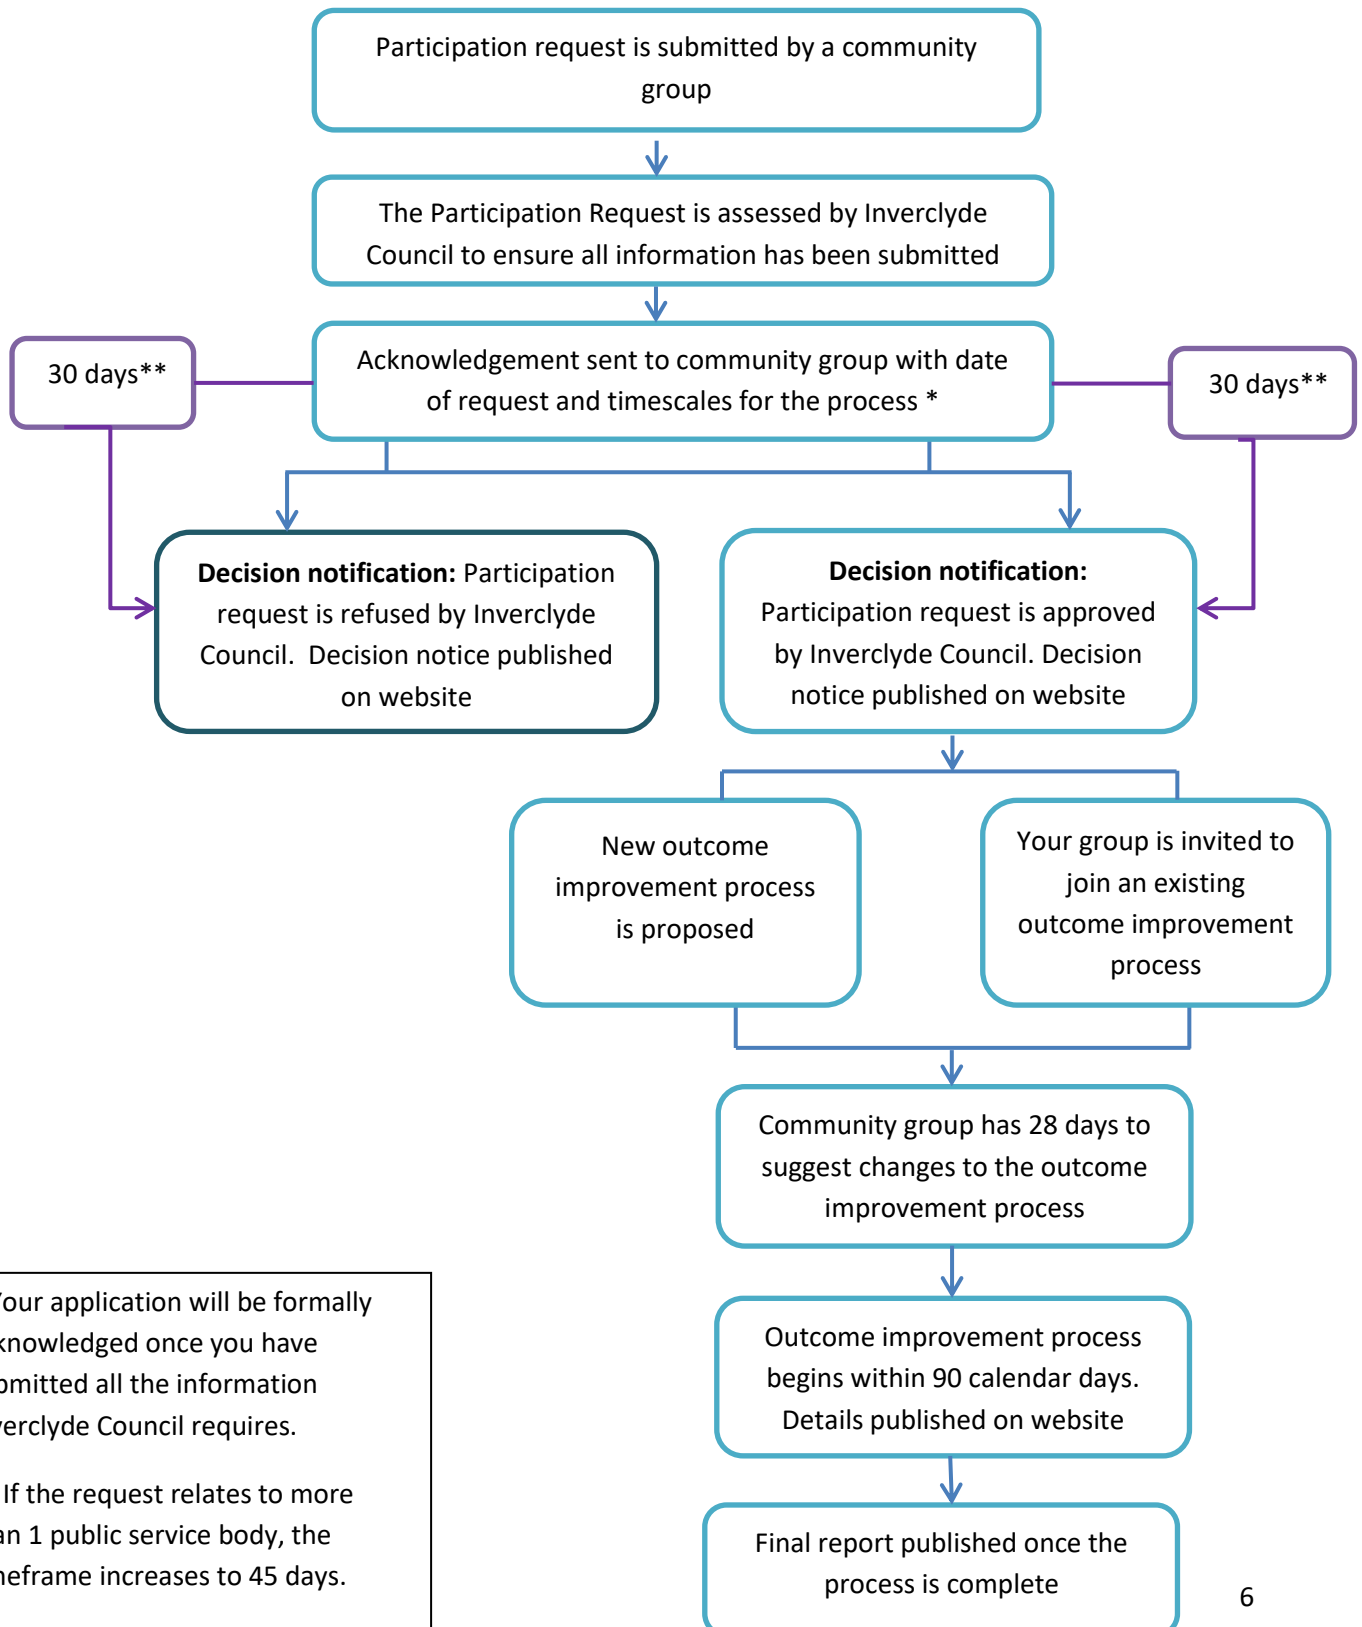 Participation request is submitted by a community
group
The Participation Request is assessed by Inverclyde
Council to ensure all information has been submitted
Acknowledgement sent to community group with date
of request and timescales for the process *
30 days**
30 days**
Decision notification: Participation
request is refused by Inverclyde
Council. Decision notice published
on website
Decision notification:
Participation request is approved
by Inverclyde Council. Decision
notice published on website
New outcome
improvement process
is proposed
Your group is invited to
join an existing
outcome improvement
process
Community group has 28 days to
suggest changes to the outcome
improvement process
Outcome improvement process
begins within 90 calendar days.
Details published on website
Final report published once the
process is complete
Your application will be formally
knowledged once you have
bmitted all the information
verclyde Council requires.
If the request relates to more
an 1 public service body, the
neframe increases to 45 days.
6